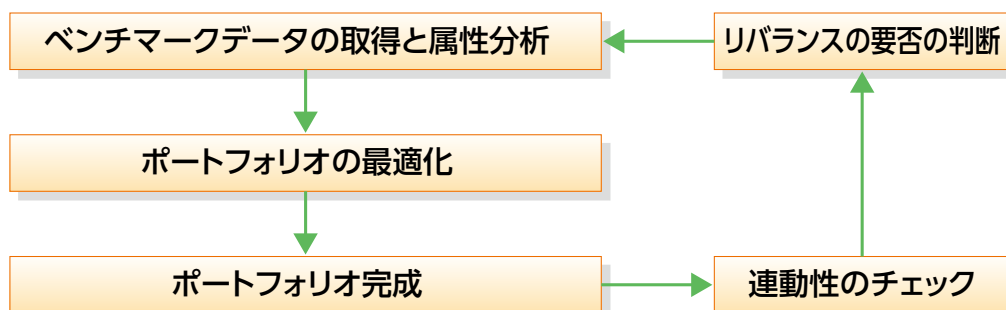 ベンチマークデータの取得と属性分析
リバランスの要否の判断
ポートフォリオの最適化
ポートフォリオ完成
連動性のチェック